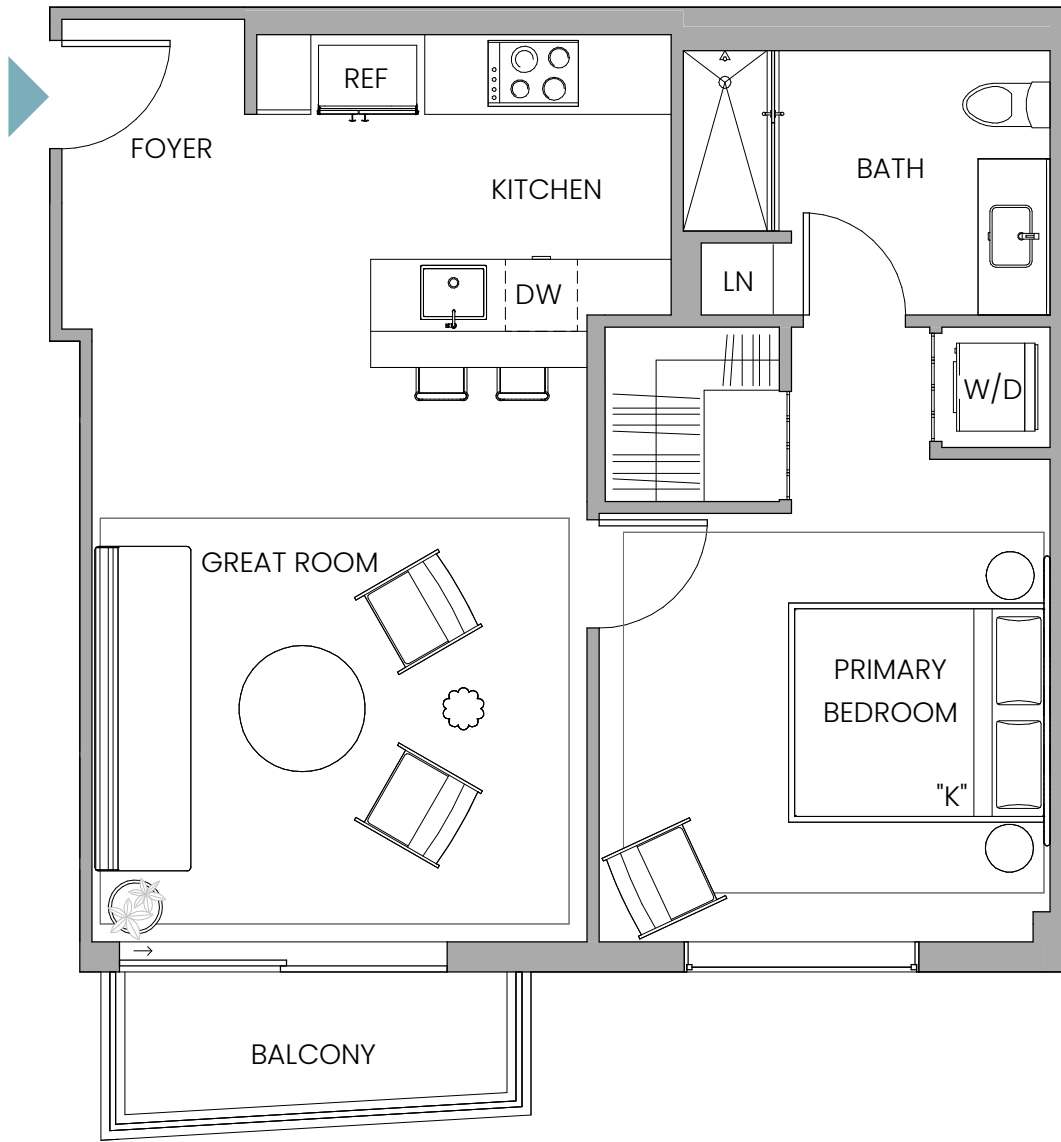 REF
FOYER
BATH
KITCHEN
LN
DW
W/D
GREAT ROOM
PRIMARY
BEDROOM
"K"
BALCONY